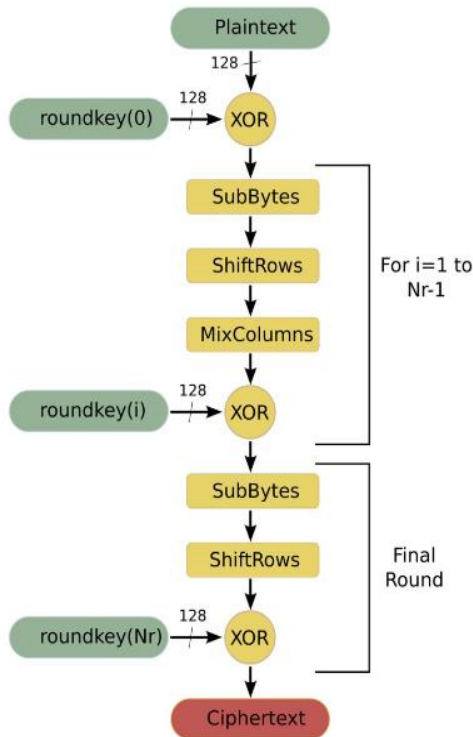 Plaintext
128
128
roundkey(0)
XOR
SubBytes
ShiftRows
For i=1 to
Nr-1
MixColumns
128
roundkey(i)
XOR
SubBytes
ShiftRows
Final
Round
128
roundkey(Nr)
XOR
Ciphertext